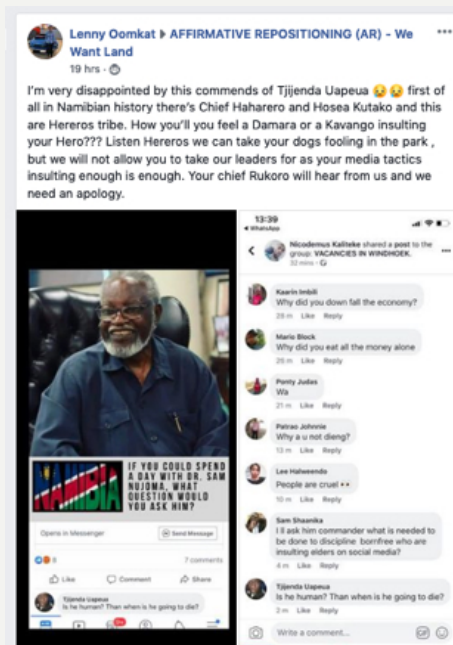 Lenny Oomkat ▸ AFFIRMATIVE REPOSITIONING (AR) - We
Want Land
19 hrs ·
I'm very disappointed by this commends of Tjijenda Uapeua 😥😥 first of
all in Namibian history there's Chief Haharero and Hosea Kutako and this
are Hereros tribe. How you'll you feel a Damara or a Kavango insulting
your Hero??? Listen Hereros we can take your dogs fooling in the park ,
but we will not allow you to take our leaders for as your media tactics
insulting enough is enough. Your chief Rukoro will hear from us and we
need an apology.
NAMIBIA
IF YOU COULD SPEND
A DAY WITH DR. SAM
NUJOMA, WHAT
QUESTION WOULD
YOU ASK HIM?
Opens in Messenger
Send Message
8
7 comments
Like Comment Share
Tjijenda Uapeua
Is he human? Than when is he going to die?
13:39
WhatsApp
Nicodemus Kaliteke shared a post to the
group: VACANCIES IN WINDHOEK.
32 mins ·
Kaarin Imbili
Why did you down fall the economy?
28 m Like Reply
Mario Block
Why did you eat all the money alone
25 m Like Reply
Ponty Judas
Wa
21 m Like Reply
Petrao Johnnie
Why a u not dieng?
13 m Like Reply
Lee Halweendo
People are cruel 👀
10 m Like Reply
Sam Shaanika
I ll ask him commander what is needed to
be done to discipline bornfree who are
insulting elders on social media?
4 m Like Reply
Tjijenda Uapeua
Is he human? Than when is he going to die?
2 m Like Reply
Write a comment...
GIF